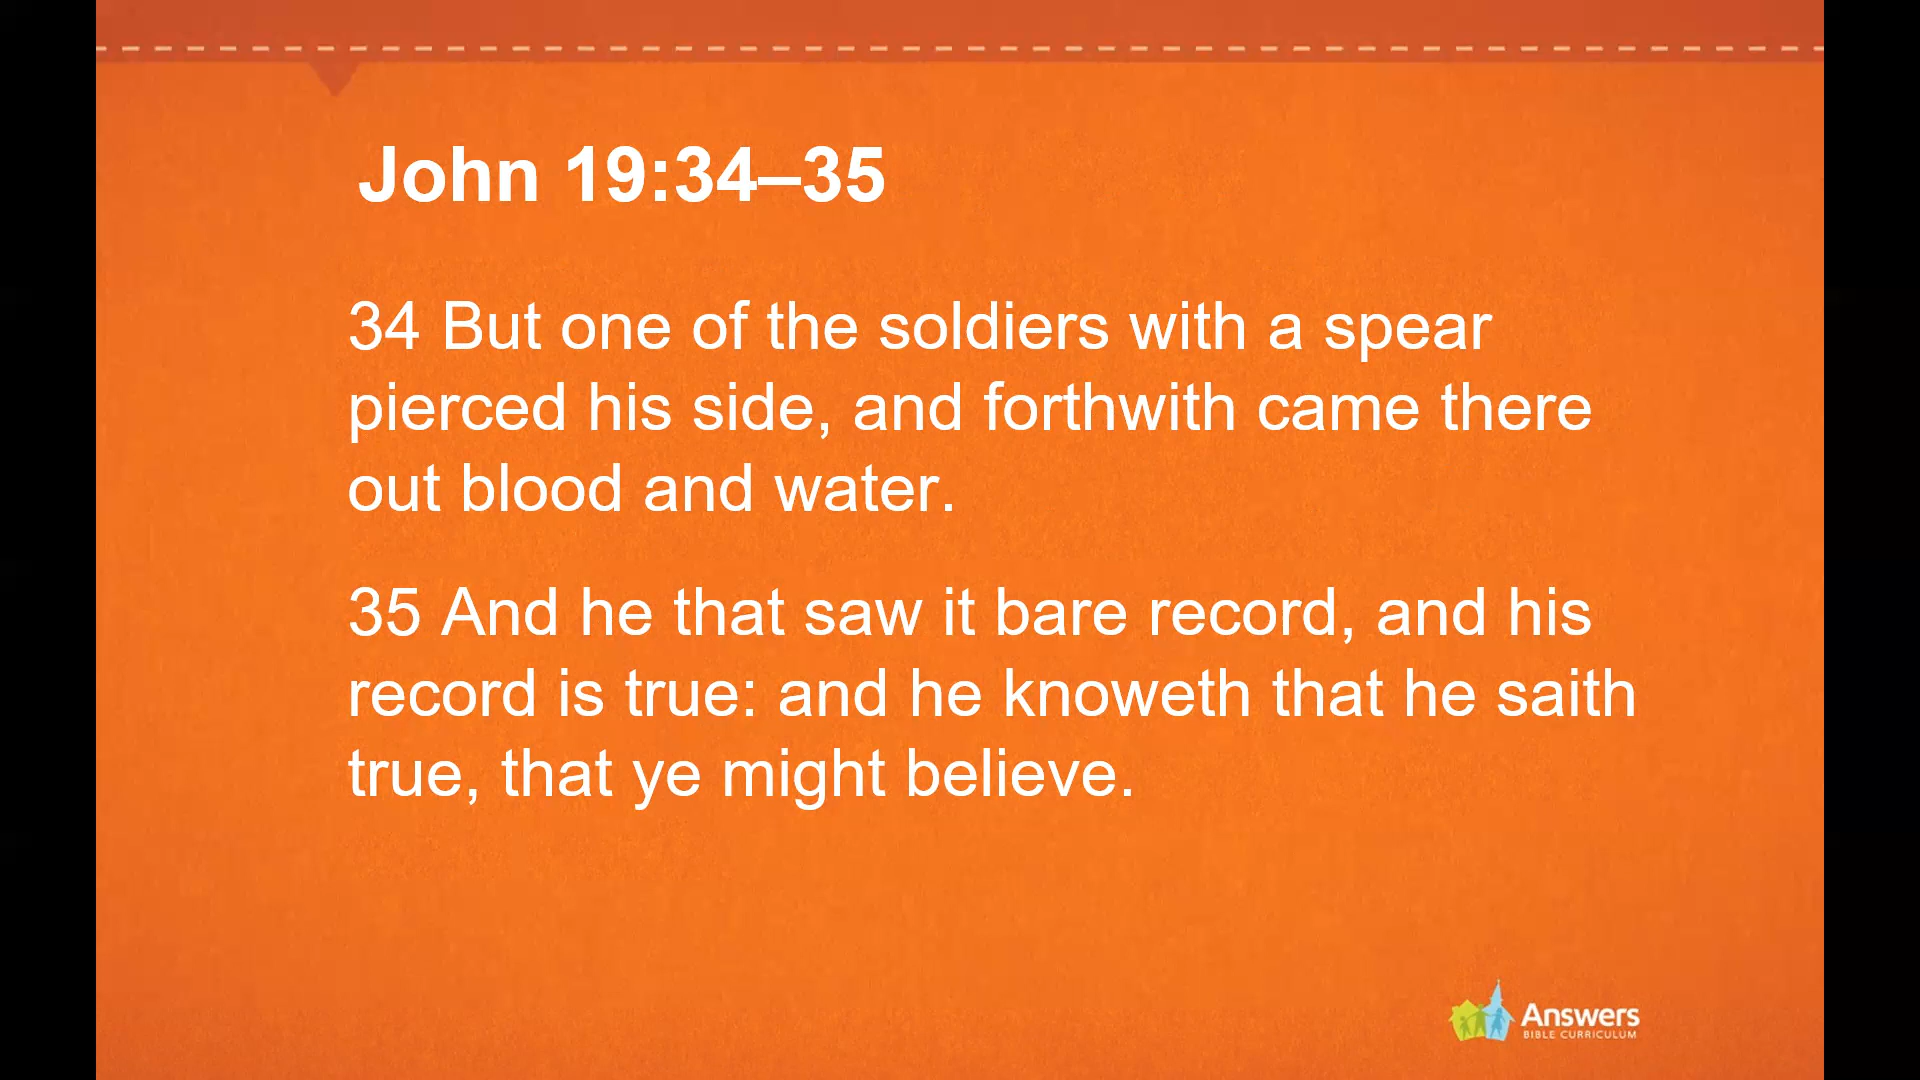 John 19:34–35
34 But one of the soldiers with a spear
pierced his side, and forthwith came there
out blood and water.
35 And he that saw it bare record, and his
record is true: and he knoweth that he saith
true, that ye might believe.
Answers
BIBLE CURRICULUM